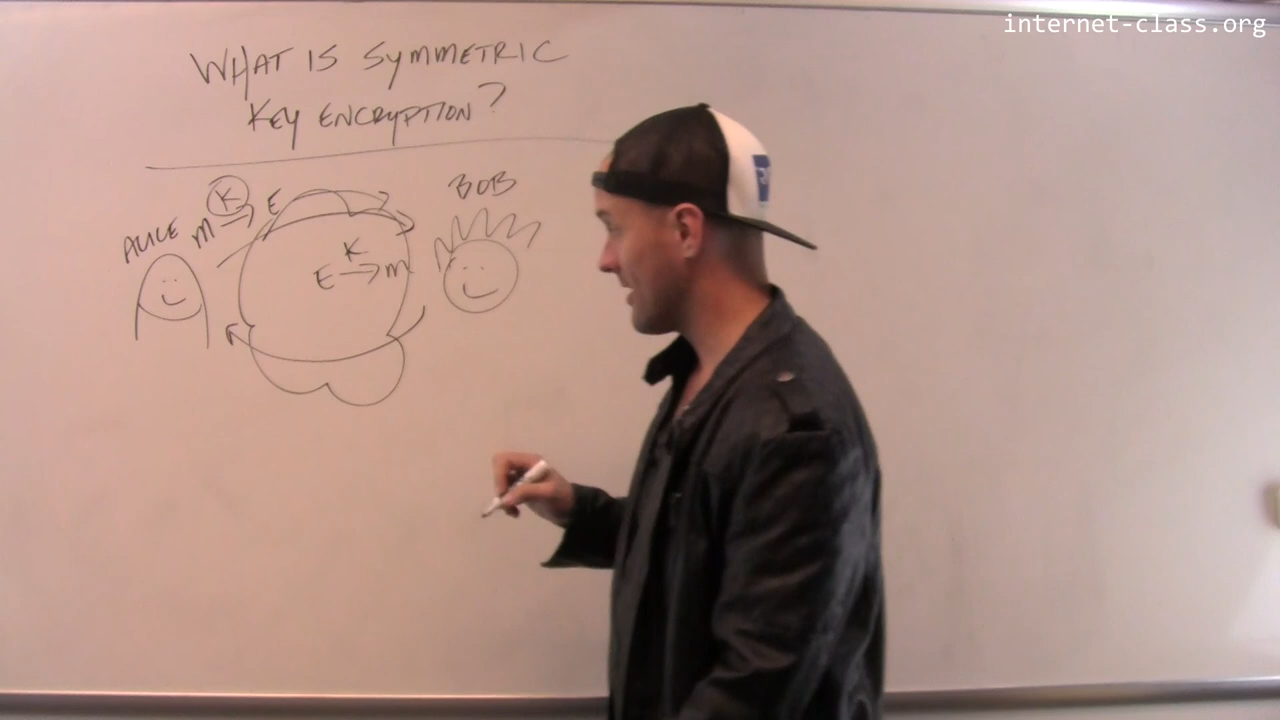 internet-class.org
WHAT IS SYMMETRIC
KEY ENCRYPTION?
BOB
K
M → E
ALICE
K
E → M